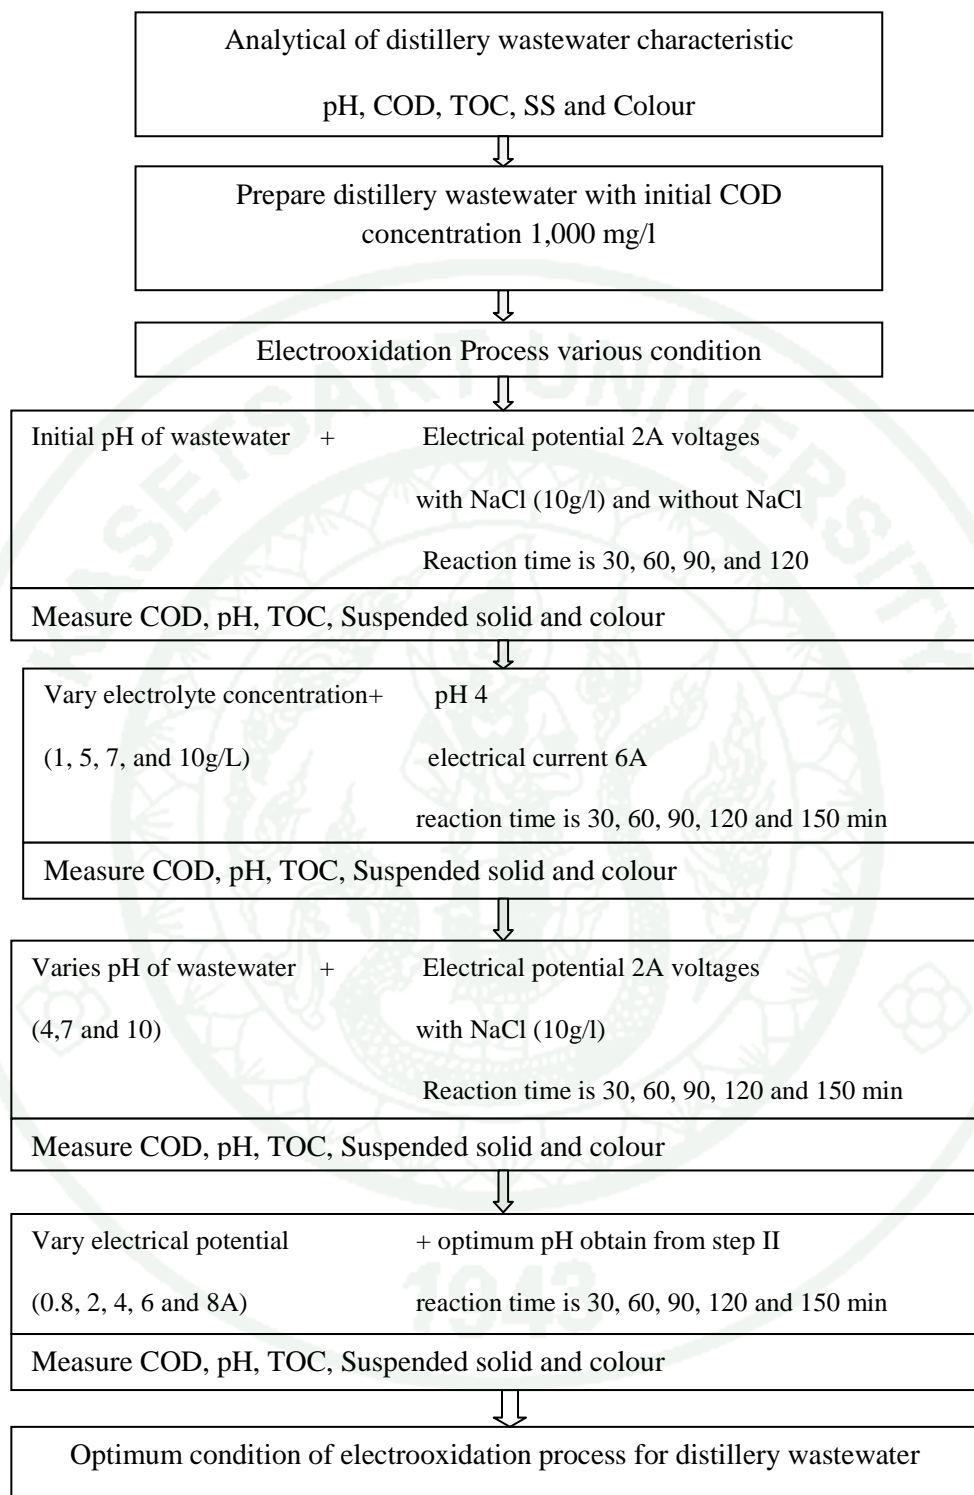 Analytical of distillery wastewater characteristic
pH, COD, TOC, SS and Colour
Prepare distillery wastewater with initial COD
concentration 1,000 mg/l
Electrooxidation Process various condition
Initial pH of wastewater + Electrical potential 2A voltages
with NaCl (10g/l) and without NaCl
Reaction time is 30, 60, 90, and 120
Measure COD, pH, TOC, Suspended solid and colour
Vary electrolyte concentration+ pH 4
(1, 5, 7, and 10g/L) electrical current 6A
reaction time is 30, 60, 90, 120 and 150 min
Measure COD, pH, TOC, Suspended solid and colour
Varies pH of wastewater + Electrical potential 2A voltages
(4,7 and 10) with NaCl (10g/l)
Reaction time is 30, 60, 90, 120 and 150 min
Measure COD, pH, TOC, Suspended solid and colour
Vary electrical potential + optimum pH obtain from step II
(0.8, 2, 4, 6 and 8A) reaction time is 30, 60, 90, 120 and 150 min
Measure COD, pH, TOC, Suspended solid and colour
Optimum condition of electrooxidation process for distillery wastewater
KASETSART UNIVERSITY
1943